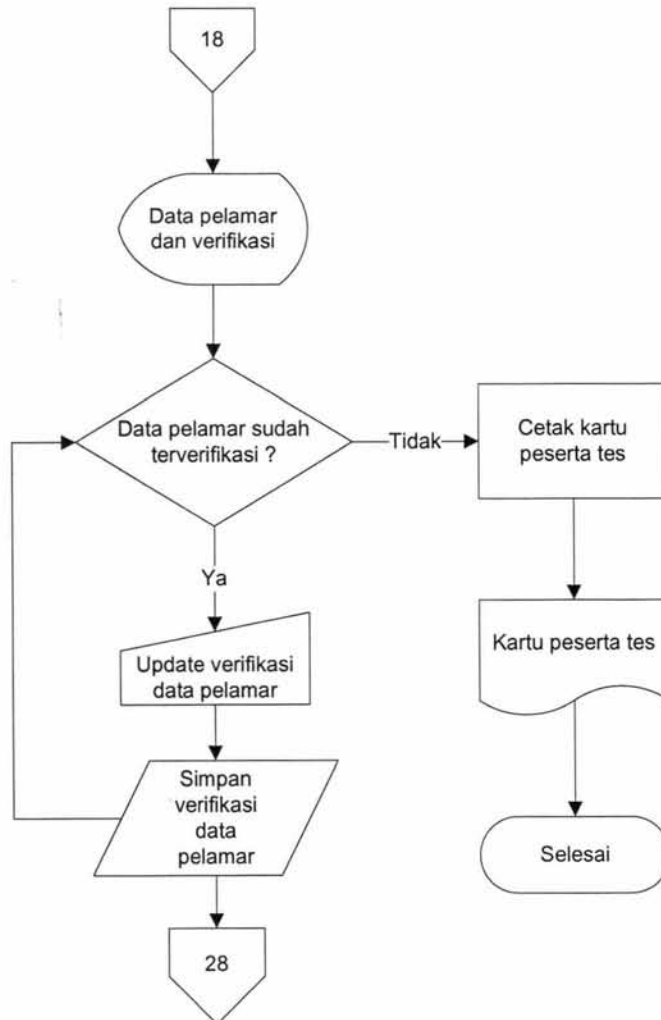 18
Data pelamar
dan verifikasi
Data pelamar sudah
terverifikasi ?
Tidak
Cetak kartu
peserta tes
Ya
Kartu peserta tes
Update verifikasi
data pelamar
Simpan
verifikasi
data
pelamar
Selesai
28